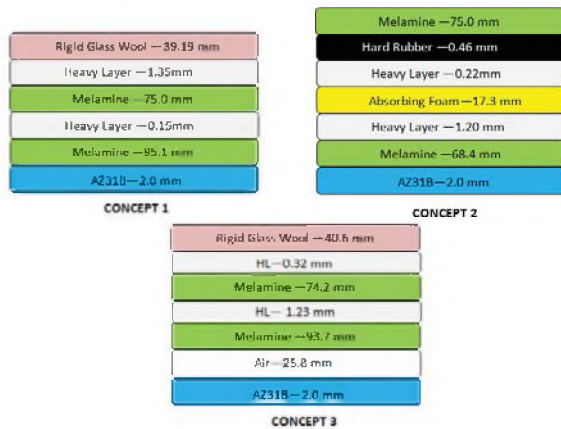 Rigid Glass Wool —39.19 mm
Heavy Layer —1.35mm
Melamine —75.0 mm
Heavy Layer —0.15mm
Melamine —95.1 mm
AZ31B—2.0 mm
CONCEPT 1
Melamine —75.0 mm
Hard Rubber —0.46 mm
Heavy Layer —0.22mm
Absorbing Foam—17.3 mm
Heavy Layer —1.20 mm
Melamine —68.4 mm
AZ31B—2.0 mm
CONCEPT 2
Rigid Glass Wool —40.6 mm
HL—0.32 mm
Melamine —74.2 mm
HL— 1.23 mm
Melamine —93.7 mm
Air —25.8 mm
AZ31B—2.0 mm
CONCEPT 3